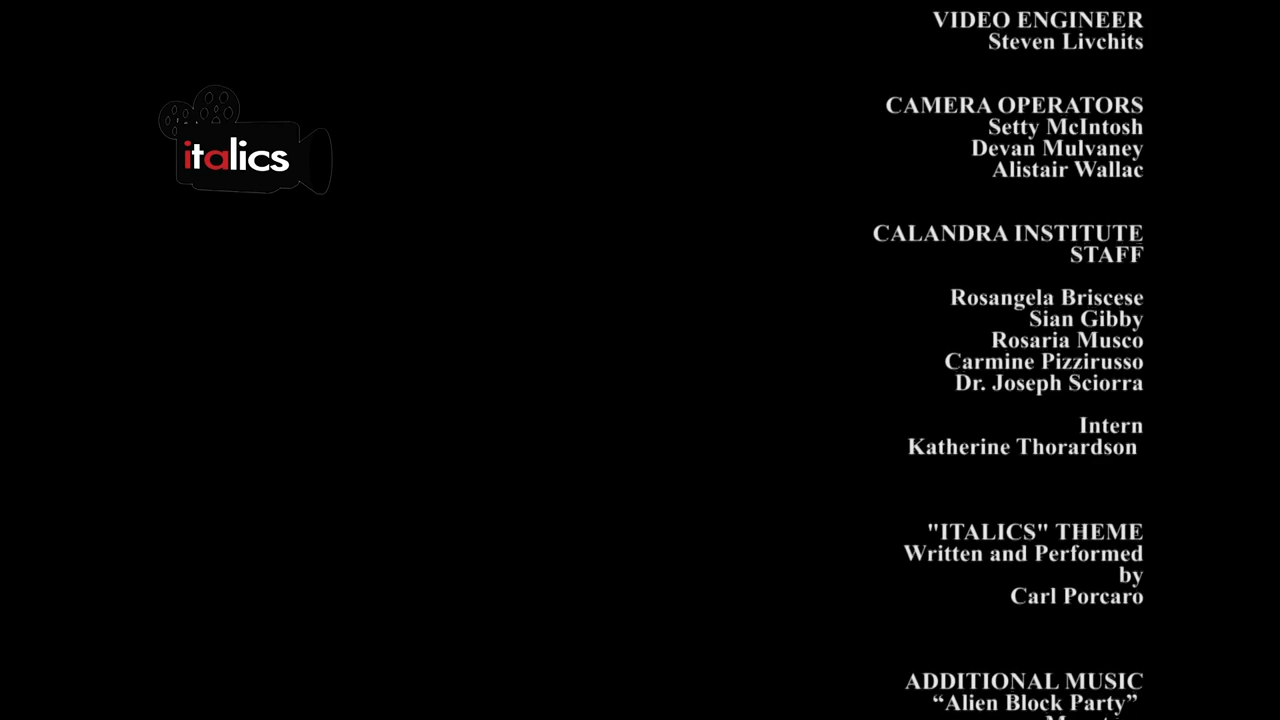 VIDEO ENGINEER
Steven Livchits
italics
CAMERA OPERATORS
Setty McIntosh
Devan Mulvaney
Alistair Wallac
CALANDRA INSTITUTE
STAFF
Rosangela Briscese
Sian Gibby
Rosaria Musco
Carmine Pizzirusso
Dr. Joseph Sciorra
Intern
Katherine Thorardson
"ITALICS" THEME
Written and Performed
by
Carl Porcaro
ADDITIONAL MUSIC
“Alien Block Party”